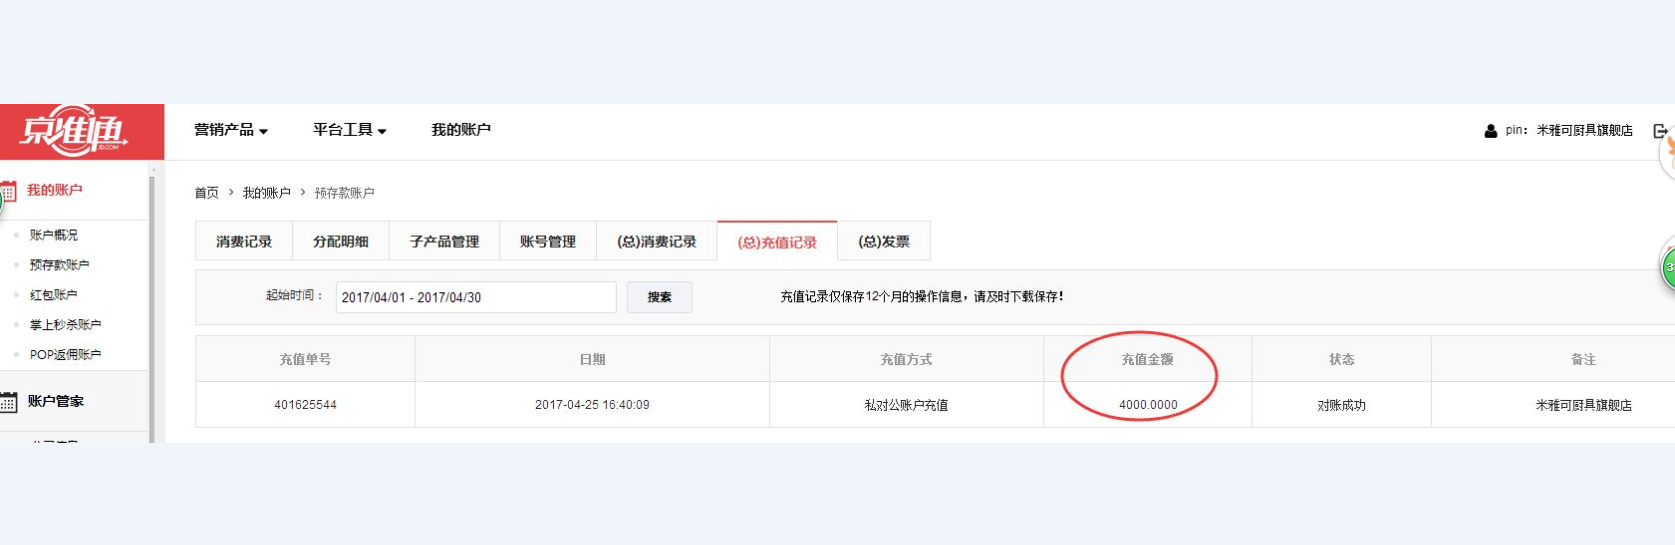 京准通
JD.COM
营销产品 平台工具 我的账户
pin： 米雅可厨具旗舰店
我的账户
账户概况
预存款账户
红包账户
掌上秒杀账户
POP返佣账户
账户管家
首页 > 我的账户 > 预存款账户
消费记录 分配明细 子产品管理 账号管理 (总)消费记录 (总)充值记录 (总)发票
起始时间： 2017/04/01 - 2017/04/30 搜索 充值记录仅保存12个月的操作信息，请及时下载保存！
充值单号 日期 充值方式 充值金额 状态 备注
401625544 2017-04-25 16:40:09 私对公账户充值 4000.0000 对账成功 米雅可厨具旗舰店